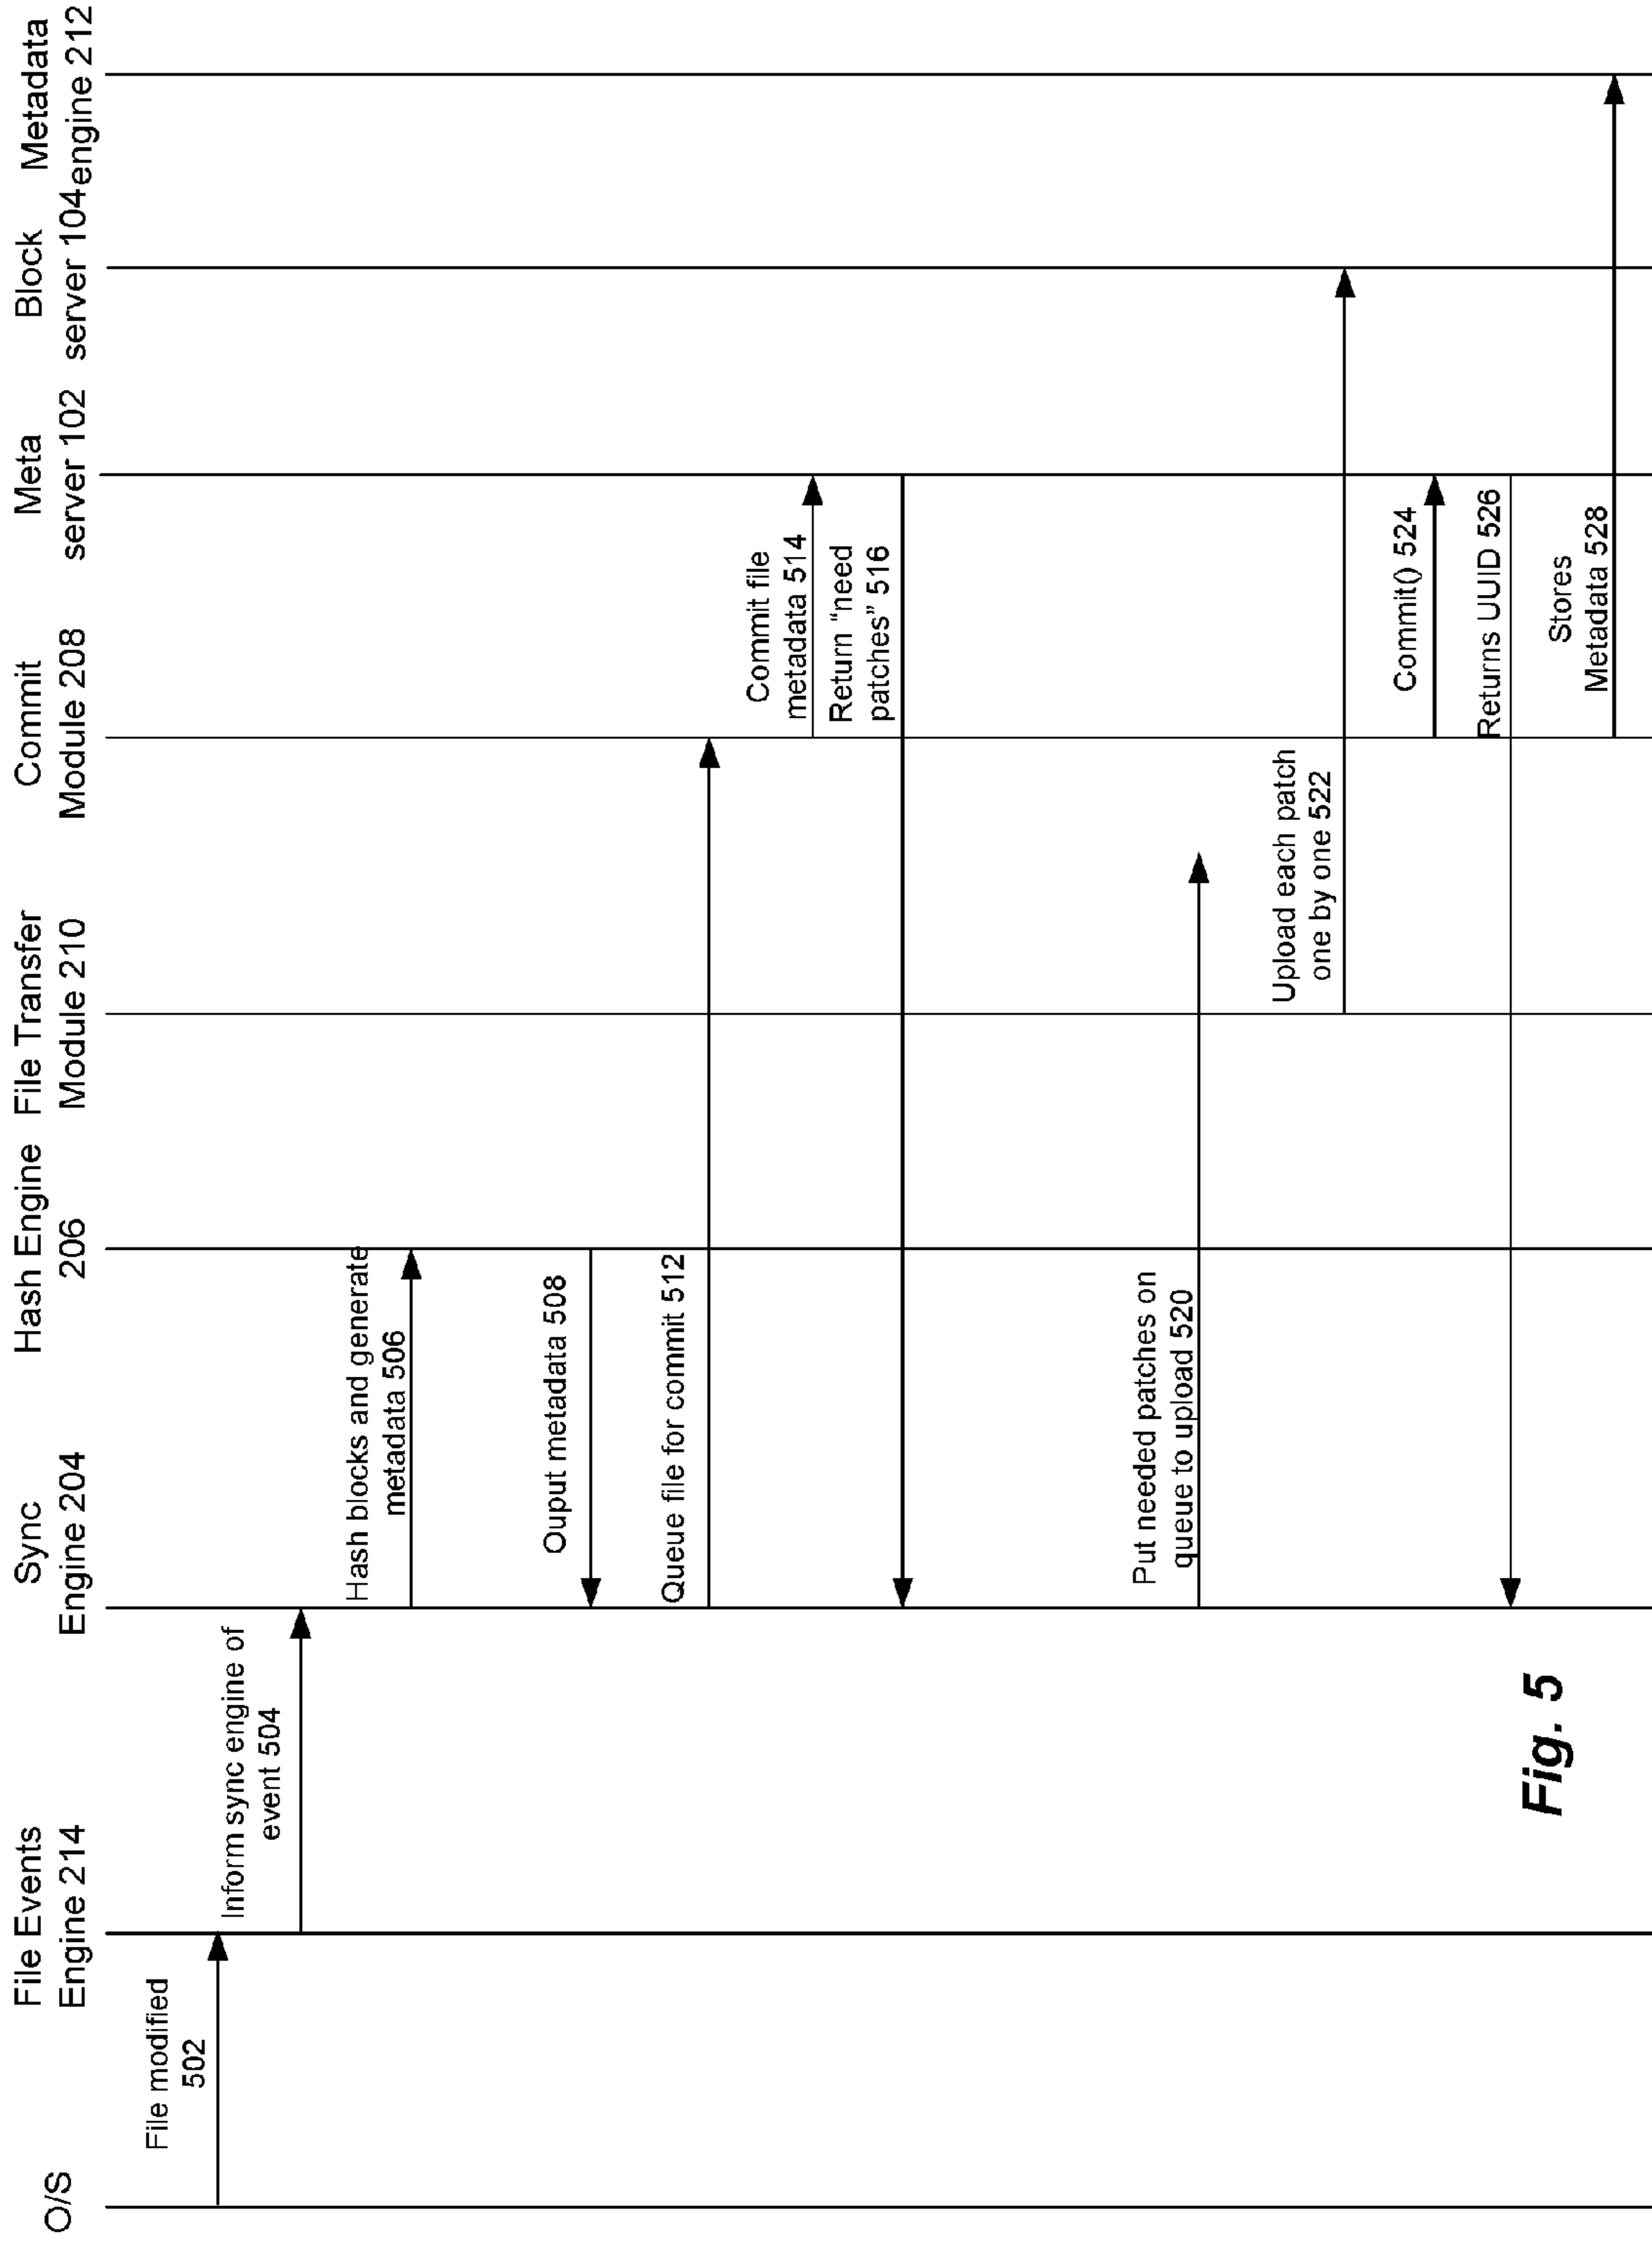 O/S
File Events
Engine 214
Sync
Engine 204
Hash Engine
206
File Transfer
Module 210
Commit
Module 208
Meta
server 102
Block
server 104
Metadata
engine 212
File modified
502
Inform sync engine of
event 504
Hash blocks and generate
metadata 506
Ouput metadata 508
Queue file for commit 512
Commit file
metadata 514
Return “need
patches” 516
Put needed patches on
queue to upload 520
Upload each patch
one by one 522
Commit() 524
Returns UUID 526
Stores
Metadata 528
Fig. 5